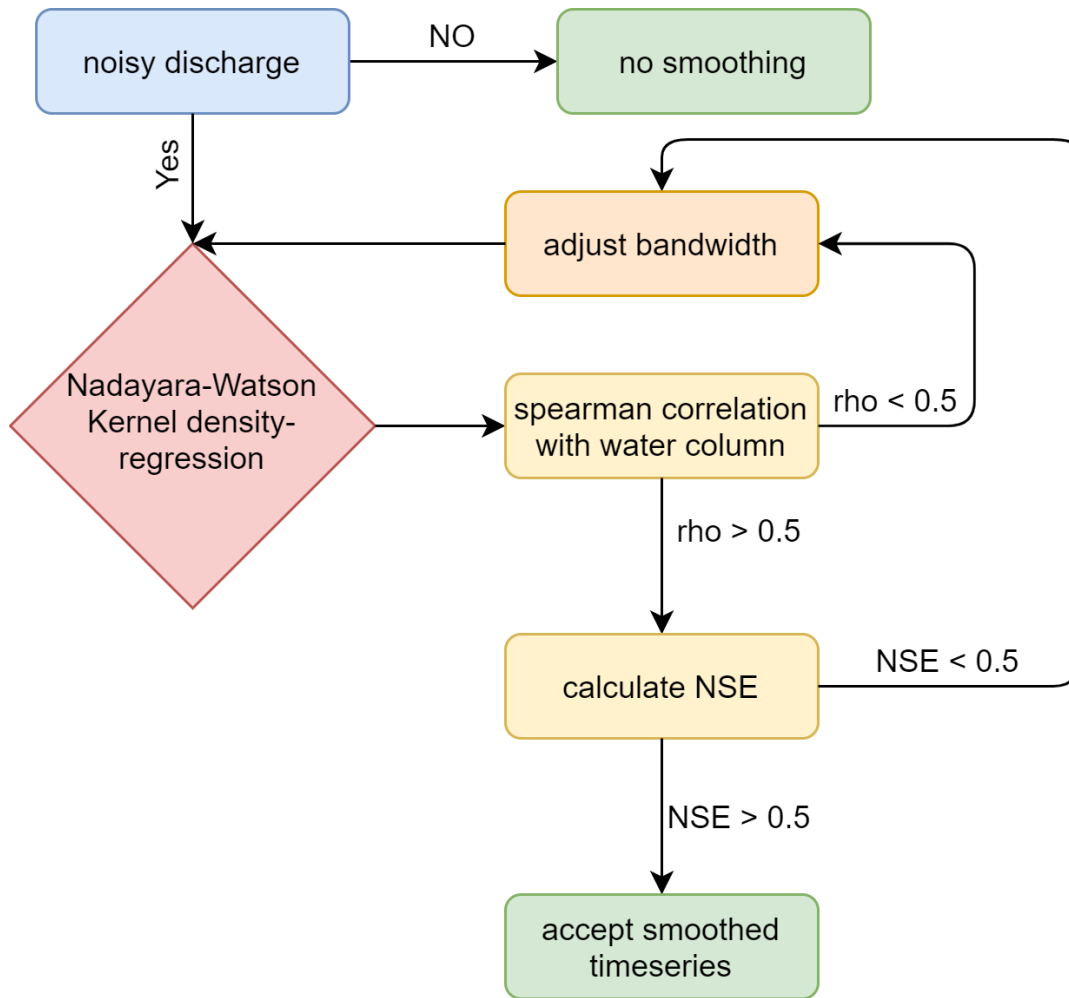 noisy discharge
NO
no smoothing
Yes
adjust bandwidth
Nadayara-Watson
Kernel density-
regression
spearman correlation
with water column
rho < 0.5
rho > 0.5
calculate NSE
NSE < 0.5
NSE > 0.5
accept smoothed
timeseries